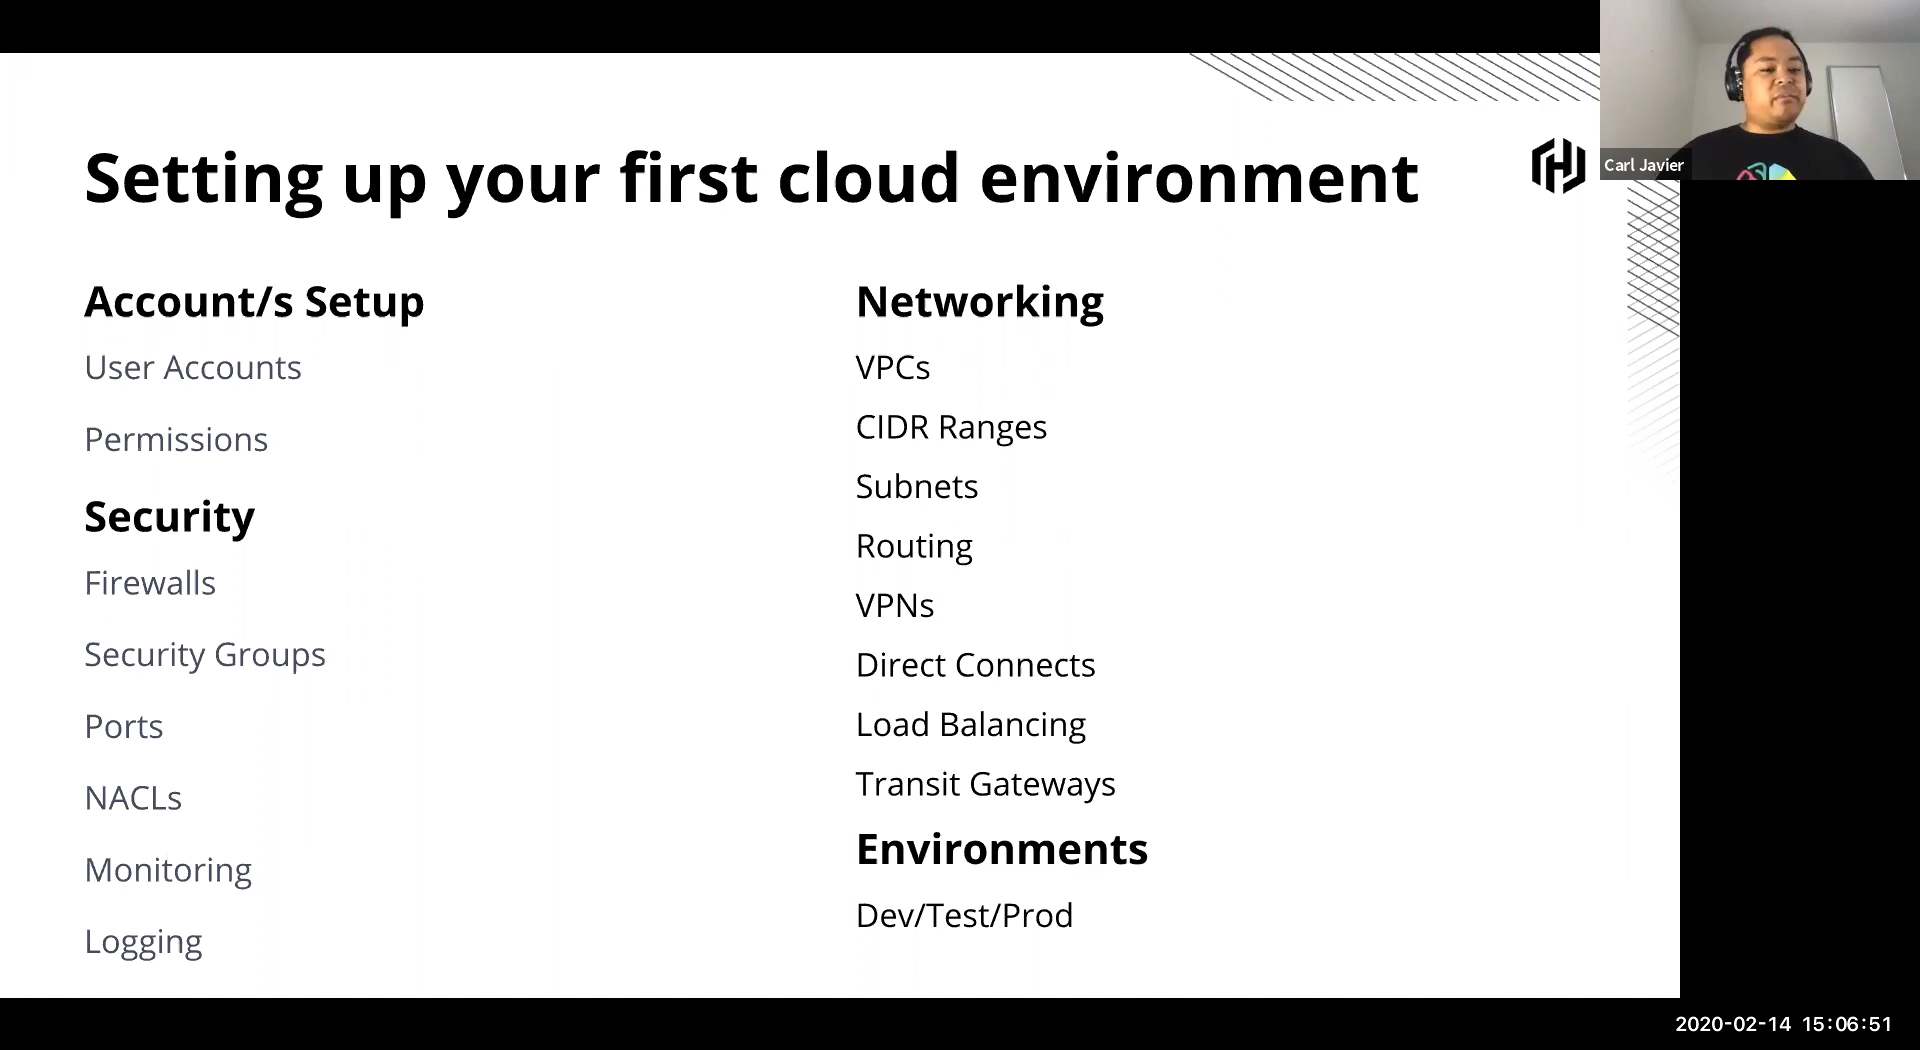 Setting up your first cloud environment
Carl Javier
Account/s Setup
User Accounts
Permissions
Security
Firewalls
Security Groups
Ports
NACLs
Monitoring
Logging
Networking
VPCs
CIDR Ranges
Subnets
Routing
VPNs
Direct Connects
Load Balancing
Transit Gateways
Environments
Dev/Test/Prod
2020-02-14 15:06:51